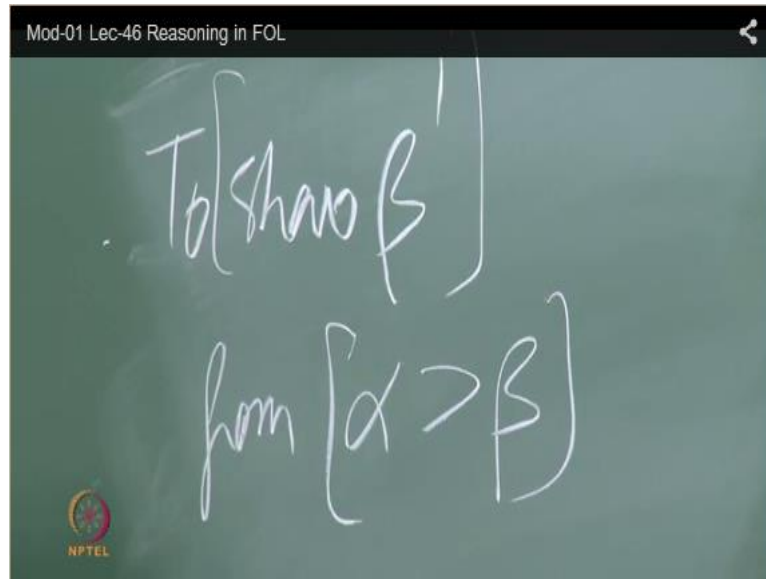 Mod-01 Lec-46 Reasoning in FOL
To [Show β']
from [α > β]
NPTEL